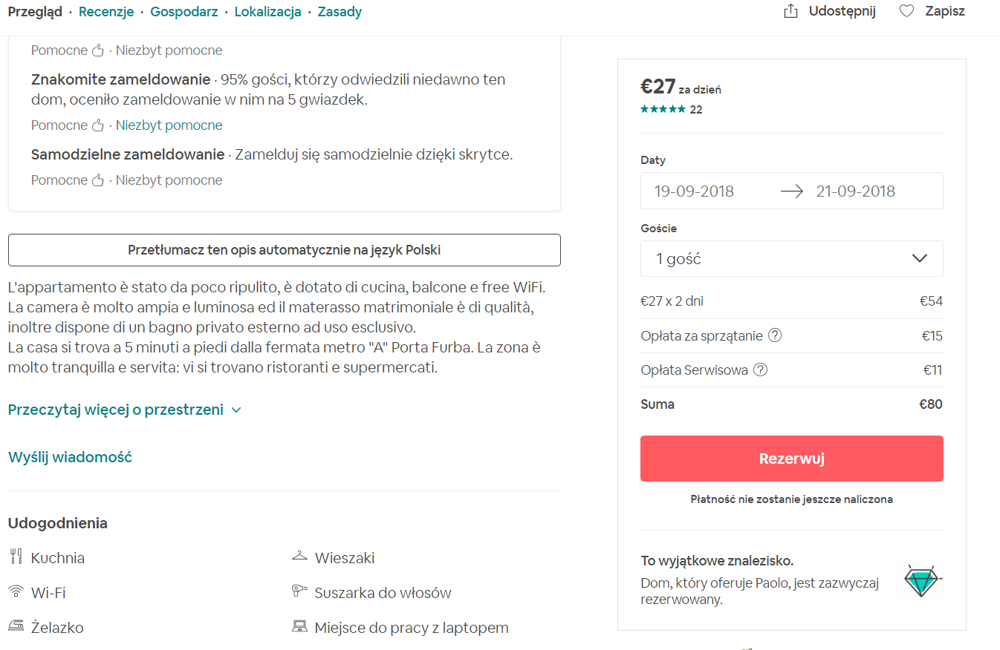 Przegląd · Recenzje · Gospodarz · Lokalizacja · Zasady
Udostępnij Zapisz
Pomocne · Niezbyt pomocne
Znakomite zameldowanie · 95% gości, którzy odwiedzili niedawno ten
dom, oceniło zameldowanie w nim na 5 gwiazdek.
Pomocne · Niezbyt pomocne
Samodzielne zameldowanie · Zamelduj się samodzielnie dzięki skrytce.
Pomocne · Niezbyt pomocne
Przetłumacz ten opis automatycznie na język Polski
L'appartamento è stato da poco ripulito, è dotato di cucina, balcone e free WiFi.
La camera è molto ampia e luminosa ed il materasso matrimoniale è di qualità,
inoltre dispone di un bagno privato esterno ad uso esclusivo.
La casa si trova a 5 minuti a piedi dalla fermata metro "A" Porta Furba. La zona è
molto tranquilla e servita: vi si trovano ristoranti e supermercati.
Przeczytaj więcej o przestrzeni
Wyślij wiadomość
Udogodnienia
Kuchnia
Wieszaki
Wi-Fi
Suszarka do włosów
Żelazko
Miejsce do pracy z laptopem
€27 za dzień
★★★★★ 22
Daty
19-09-2018 → 21-09-2018
Goście
1 gość
€27 x 2 dni €54
Opłata za sprzątanie ? €15
Opłata Serwisowa ? €11
Suma €80
Rezerwuj
Płatność nie zostanie jeszcze naliczona
To wyjątkowe znalezisko.
Dom, który oferuje Paolo, jest zazwyczaj
rezerwowany.